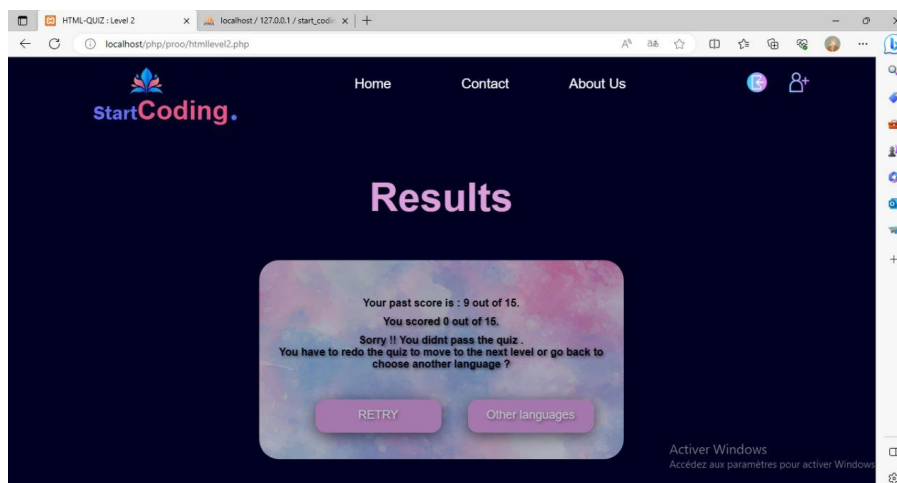 HTML-QUIZ : Level 2
localhost / 127.0.0.1 / start_codin
localhost/php/proo/htmllevel2.php
StartCoding.
Home
Contact
About Us
Results
Your past score is : 9 out of 15.
You scored 0 out of 15.
Sorry !! You didnt pass the quiz .
You have to redo the quiz to move to the next level or go back to
choose another language ?
RETRY
Other languages
Activer Windows
Accédez aux paramètres pour activer Windows